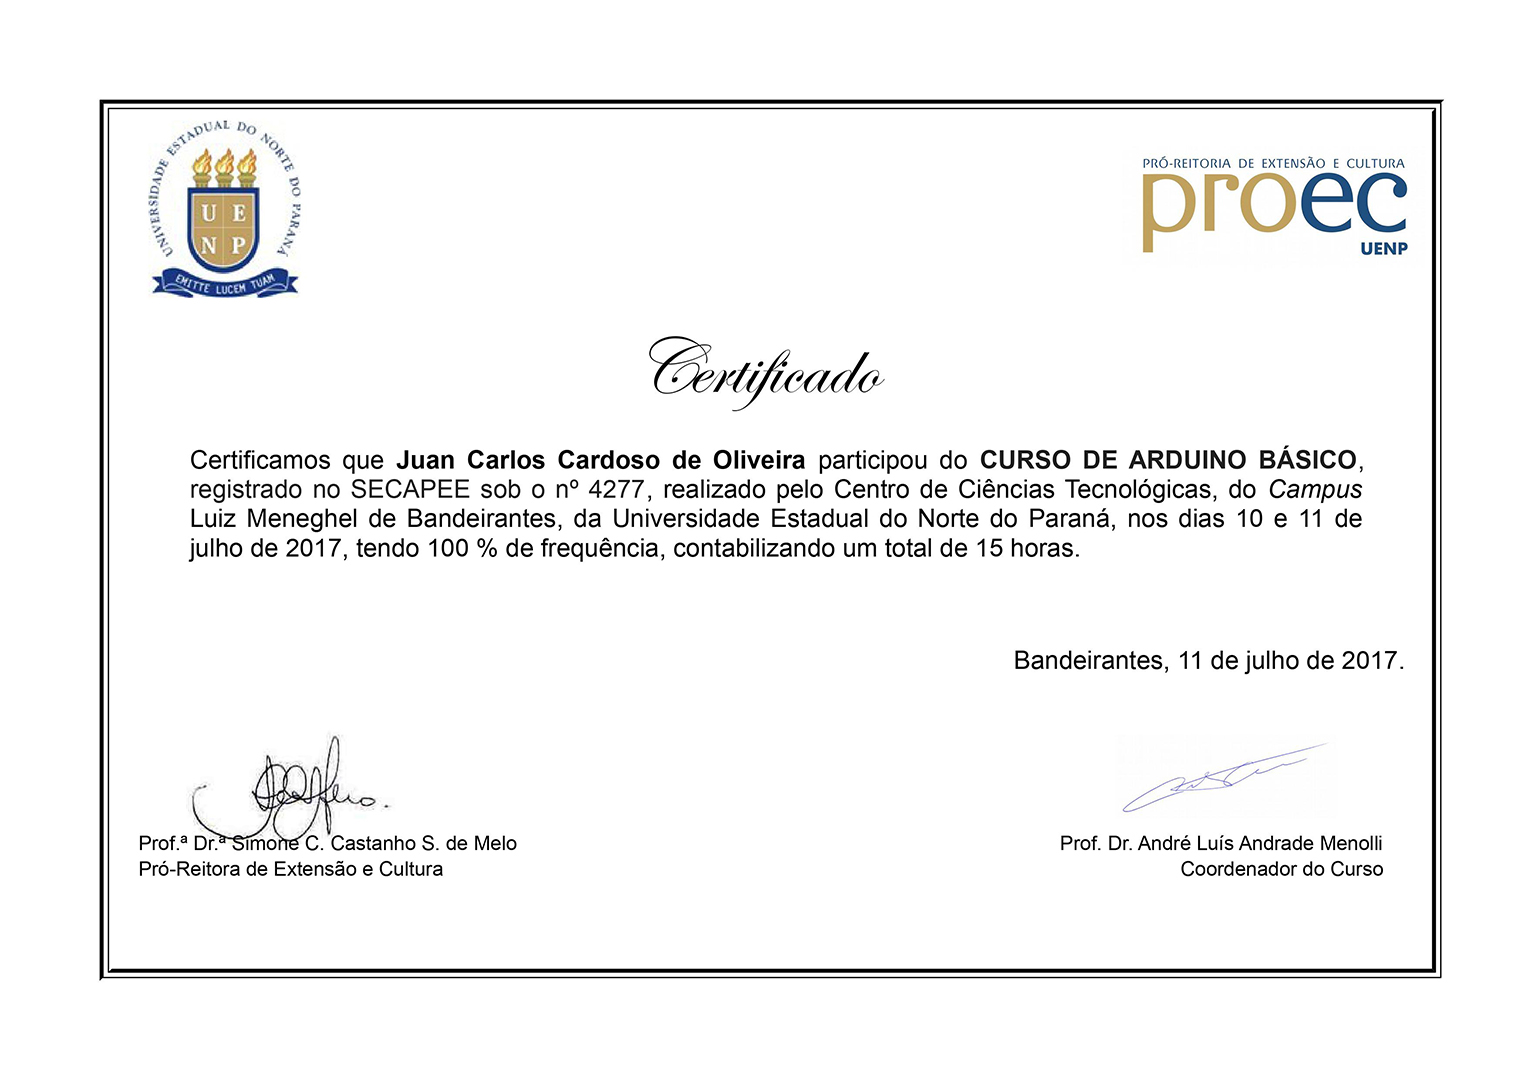 UNIVERSIDADE ESTADUAL DO NORTE DO PARANÁ
U E
N P
EMITTE LUCEM TUAM
PRÓ-REITORIA DE EXTENSÃO E CULTURA
proec
UENP
Certificado
Certificamos que Juan Carlos Cardoso de Oliveira participou do CURSO DE ARDUINO BÁSICO,
registrado no SECAPEE sob o nº 4277, realizado pelo Centro de Ciências Tecnológicas, do Campus
Luiz Meneghel de Bandeirantes, da Universidade Estadual do Norte do Paraná, nos dias 10 e 11 de
julho de 2017, tendo 100 % de frequência, contabilizando um total de 15 horas.
Bandeirantes, 11 de julho de 2017.
Prof.ª Dr.ª Simone C. Castanho S. de Melo
Pró-Reitora de Extensão e Cultura
Prof. Dr. André Luís Andrade Menolli
Coordenador do Curso